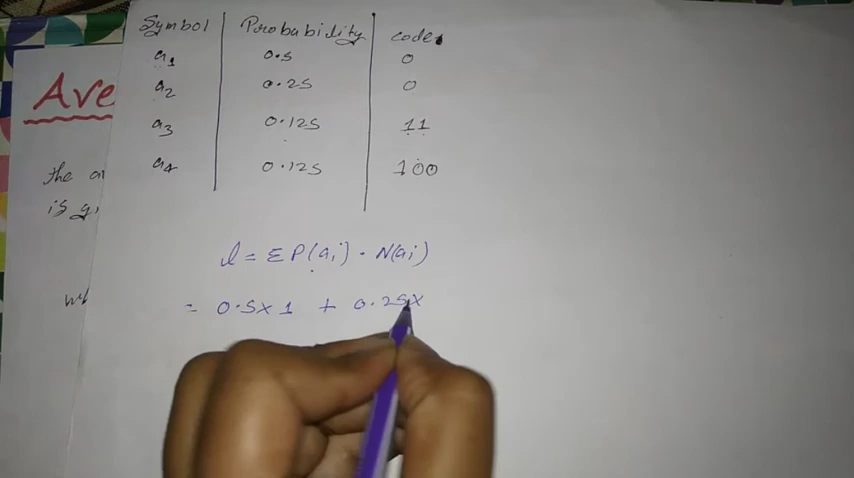 Symbol Probability code
a1 0.5 0
a2 0.25 0
a3 0.125 11
a4 0.125 100
Ave
the
is g
l = Σ P(ai) · N(ai)
= 0.5×1 + 0.25×